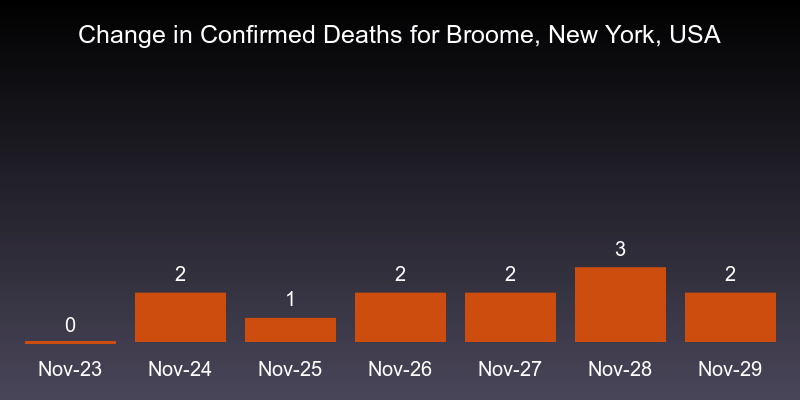 Change in Confirmed Deaths for Broome, New York, USA
0 2 1 2 2 3 2
Nov-23 Nov-24 Nov-25 Nov-26 Nov-27 Nov-28 Nov-29